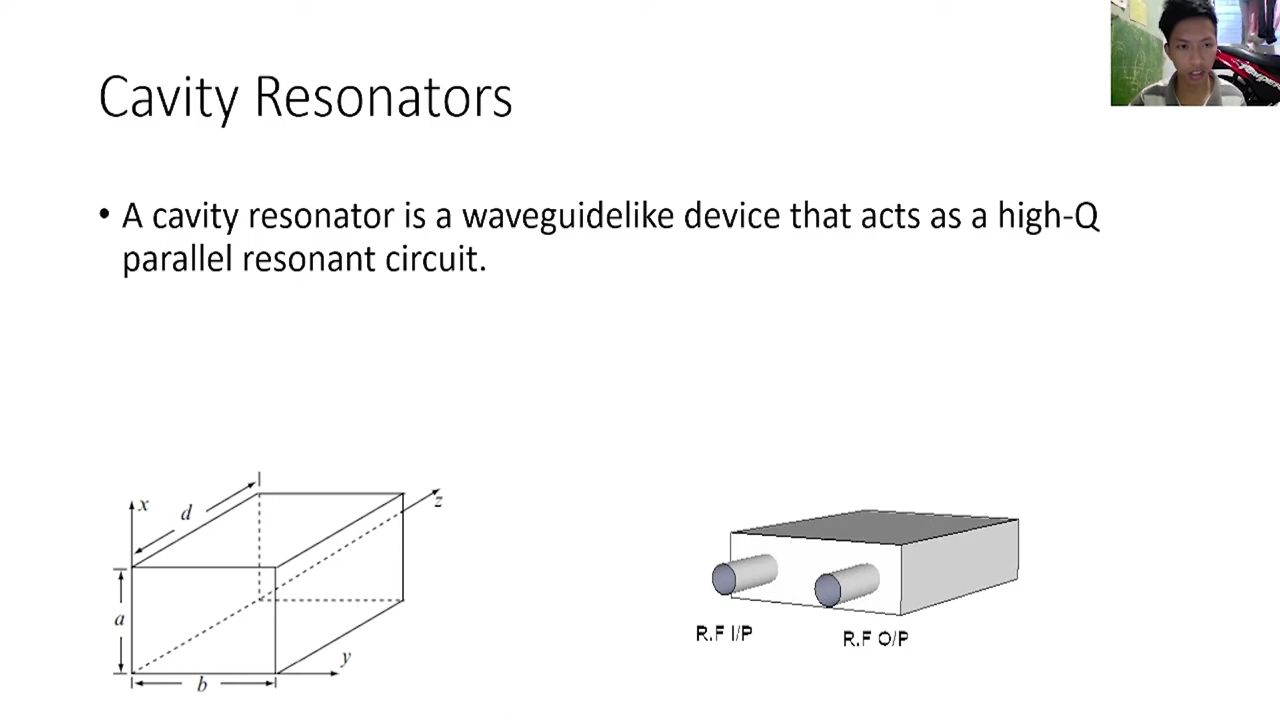 Cavity Resonators
• A cavity resonator is a waveguidelike device that acts as a high-Q
parallel resonant circuit.
x
d
z
a
y
b
R.F I/P
R.F O/P